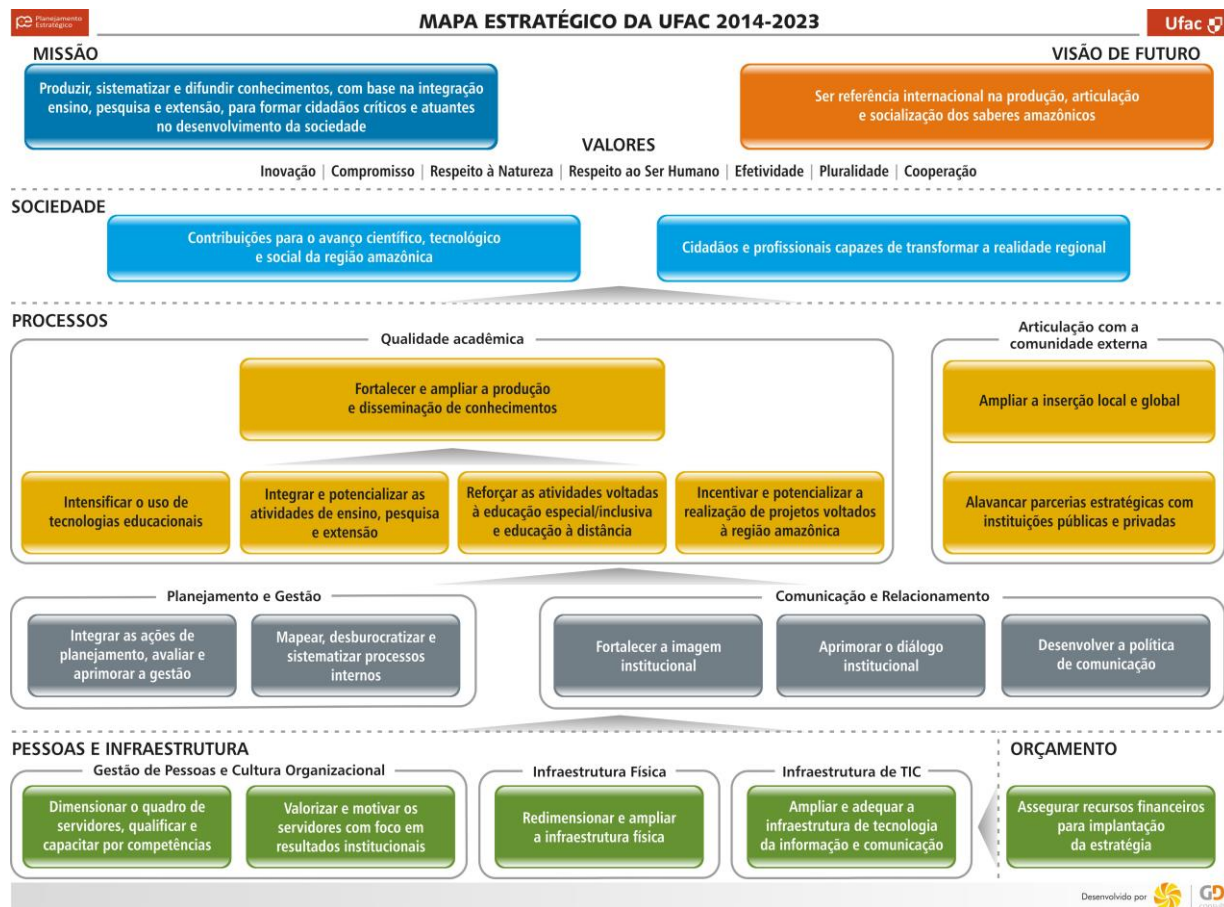 Planejamento
Estratégico
MAPA ESTRATÉGICO DA UFAC 2014-2023
Ufac
MISSÃO
Produzir, sistematizar e difundir conhecimentos, com base na integração
ensino, pesquisa e extensão, para formar cidadãos críticos e atuantes
no desenvolvimento da sociedade
VISÃO DE FUTURO
Ser referência internacional na produção, articulação
e socialização dos saberes amazônicos
VALORES
Inovação | Compromisso | Respeito à Natureza | Respeito ao Ser Humano | Efetividade | Pluralidade | Cooperação
SOCIEDADE
Contribuições para o avanço científico, tecnológico
e social da região amazônica
Cidadãos e profissionais capazes de transformar a realidade regional
PROCESSOS
Qualidade acadêmica
Fortalecer e ampliar a produção
e disseminação de conhecimentos
Intensificar o uso de
tecnologias educacionais
Integrar e potencializar as
atividades de ensino, pesquisa
e extensão
Reforçar as atividades voltadas
à educação especial/inclusiva
e educação à distância
Incentivar e potencializar a
realização de projetos voltados
à região amazônica
Articulação com a
comunidade externa
Ampliar a inserção local e global
Alavancar parcerias estratégicas com
instituições públicas e privadas
Planejamento e Gestão
Integrar as ações de
planejamento, avaliar e
aprimorar a gestão
Mapear, desburocratizar e
sistematizar processos
internos
Comunicação e Relacionamento
Fortalecer a imagem
institucional
Aprimorar o diálogo
institucional
Desenvolver a política
de comunicação
PESSOAS E INFRAESTRUTURA
Gestão de Pessoas e Cultura Organizacional
Dimensionar o quadro de
servidores, qualificar e
capacitar por competências
Valorizar e motivar os
servidores com foco em
resultados institucionais
Infraestrutura Física
Redimensionar e ampliar
a infraestrutura física
Infraestrutura de TIC
Ampliar e adequar a
infraestrutura de tecnologia
da informação e comunicação
ORÇAMENTO
Assegurar recursos financeiros
para implantação
da estratégia
Desenvolvido por
GD